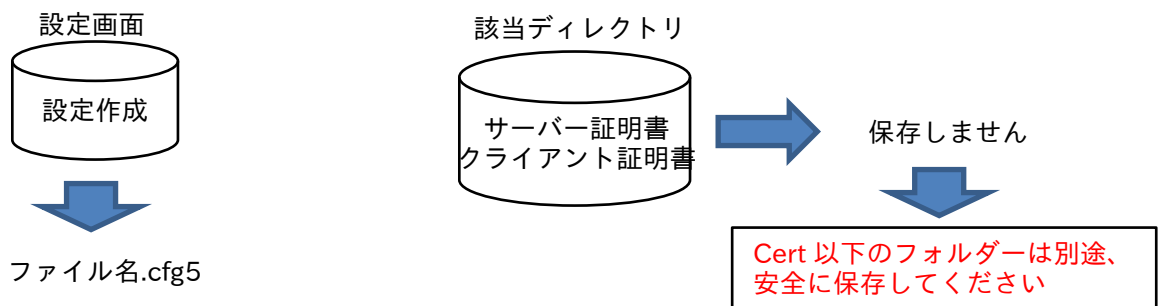 設定画面
設定作成
ファイル名.cfg5
該当ディレクトリ
サーバー証明書
クライアント証明書
保存しません
Cert 以下のフォルダーは別途、
安全に保存してください